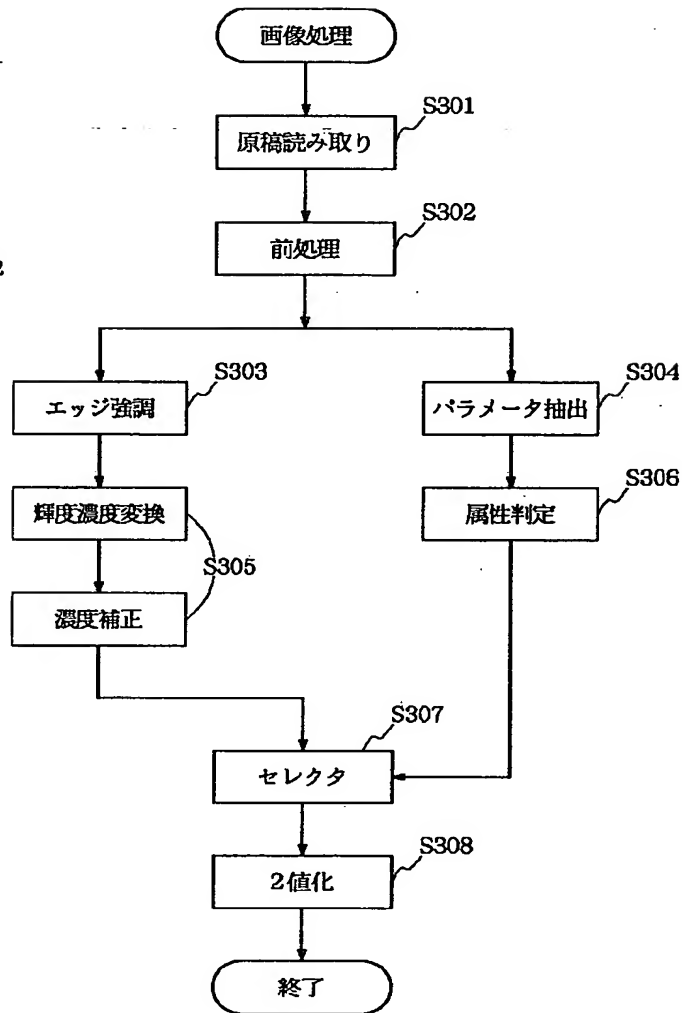 画像処理
S301
原稿読み取り
S302
前処理
S303
エッジ強調
S304
パラメータ抽出
輝度濃度変換
S306
属性判定
S305
濃度補正
S307
セレクタ
S308
2値化
終了